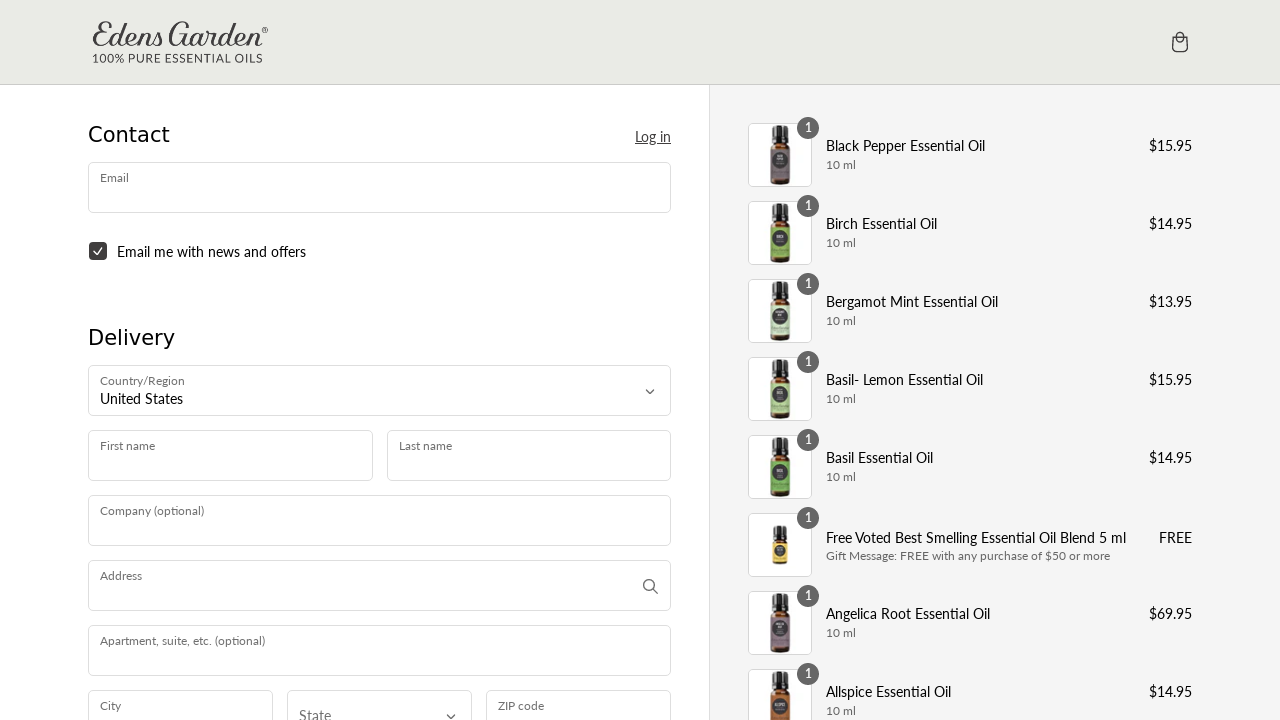 Edens Garden®
100% PURE ESSENTIAL OILS
Contact
Log in
Email
Email me with news and offers
Delivery
Country/Region
United States
First name
Last name
Company (optional)
Address
Apartment, suite, etc. (optional)
City
State
ZIP code
1
Black Pepper Essential Oil
$15.95
10 ml
1
Birch Essential Oil
$14.95
10 ml
1
Bergamot Mint Essential Oil
$13.95
10 ml
1
Basil- Lemon Essential Oil
$15.95
10 ml
1
Basil Essential Oil
$14.95
10 ml
1
Free Voted Best Smelling Essential Oil Blend 5 ml
FREE
Gift Message: FREE with any purchase of $50 or more
1
Angelica Root Essential Oil
$69.95
10 ml
1
Allspice Essential Oil
$14.95
10 ml